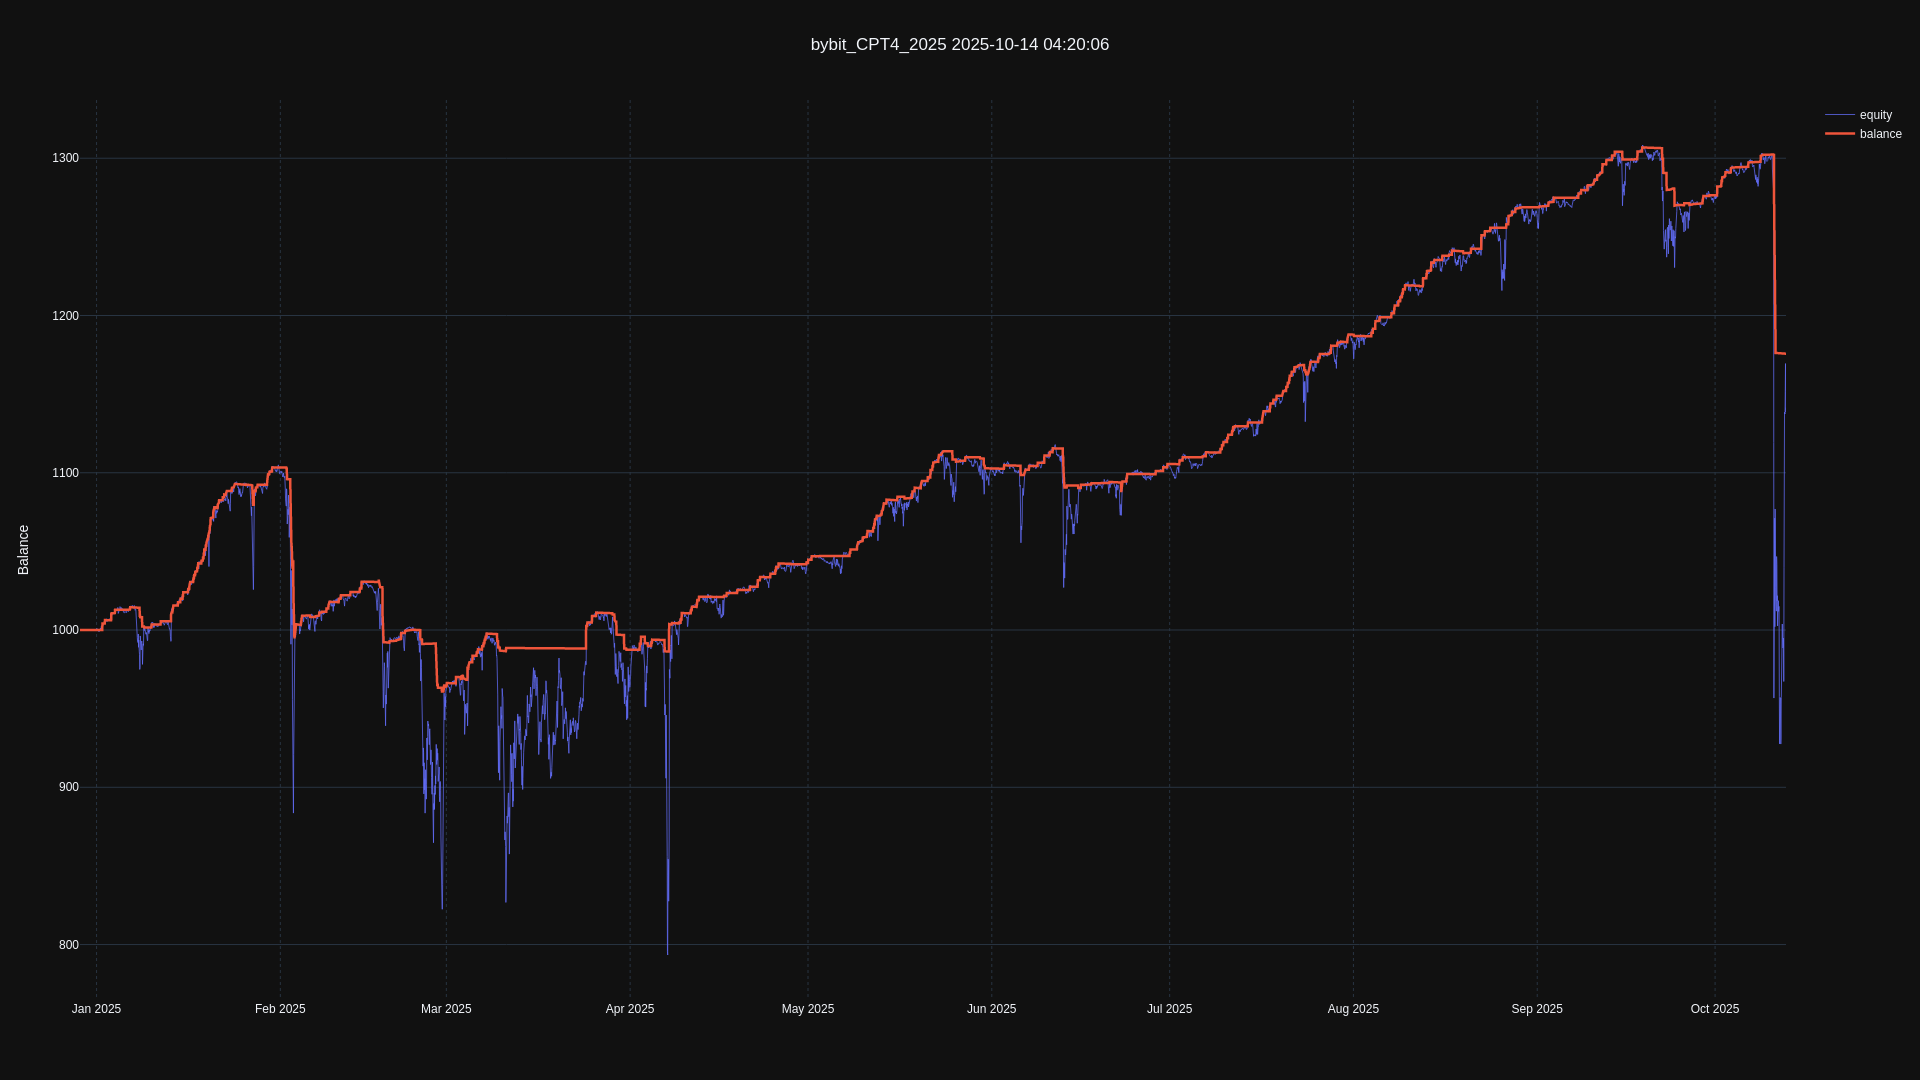 bybit_CPT4_2025 2025-10-14 04:20:06
equity
balance
Balance
1300
1200
1100
1000
900
800
Jan 2025
Feb 2025
Mar 2025
Apr 2025
May 2025
Jun 2025
Jul 2025
Aug 2025
Sep 2025
Oct 2025